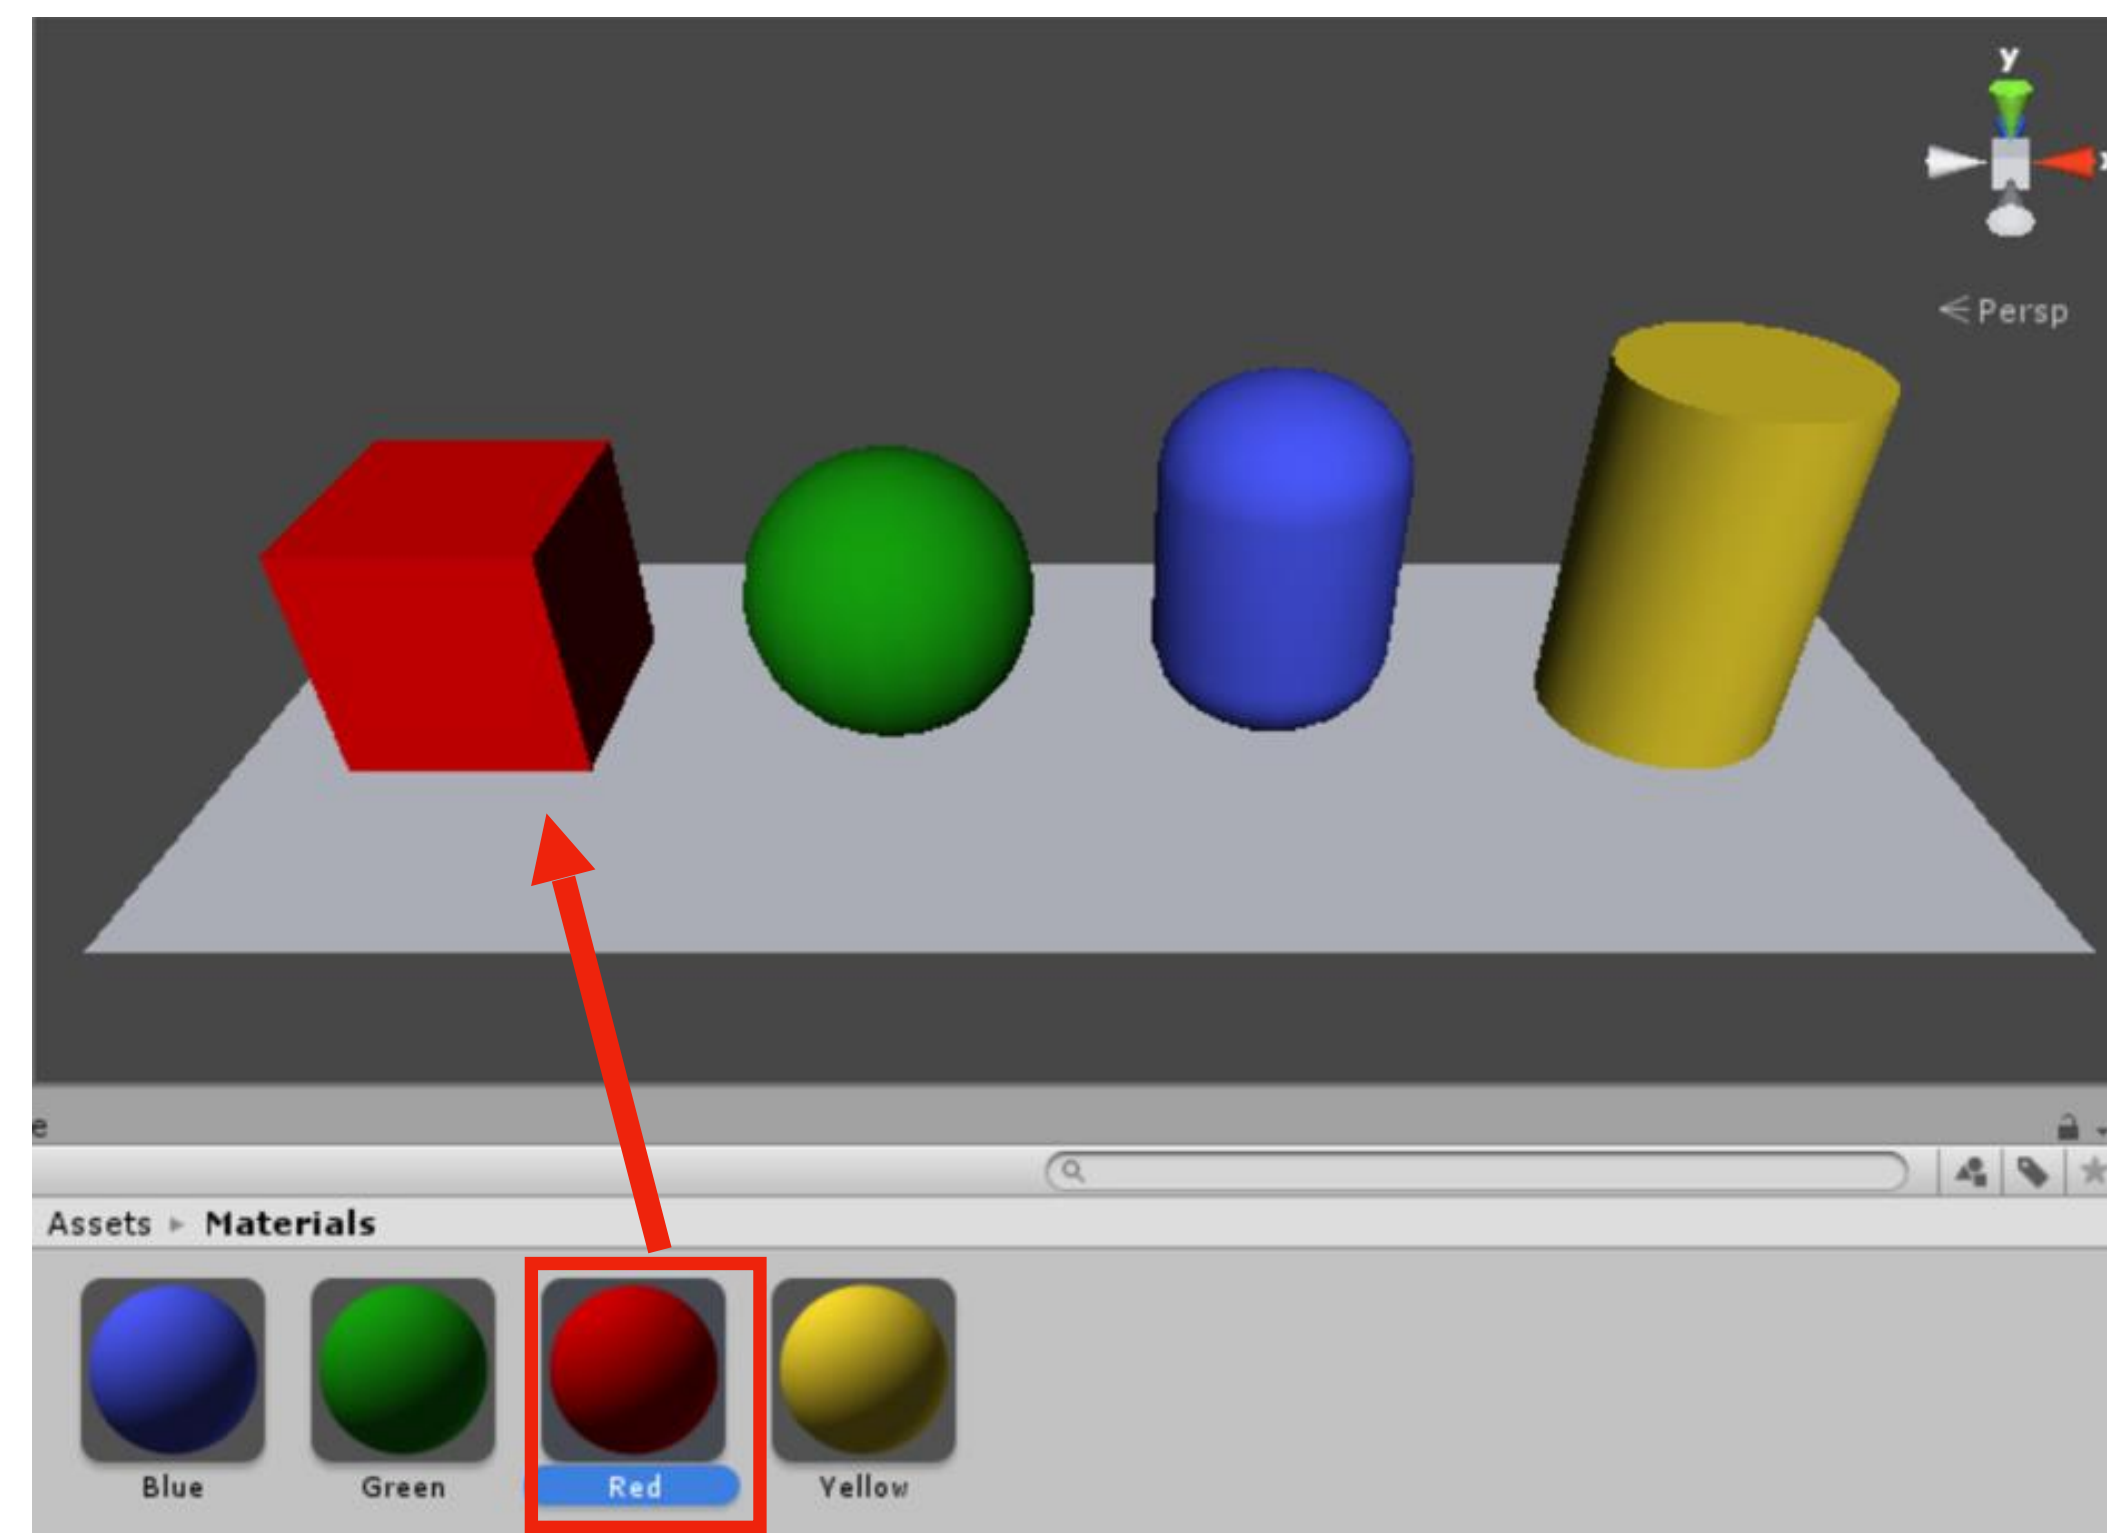 y
x
Persp
e
Assets Materials
Blue
Green
Red
Yellow